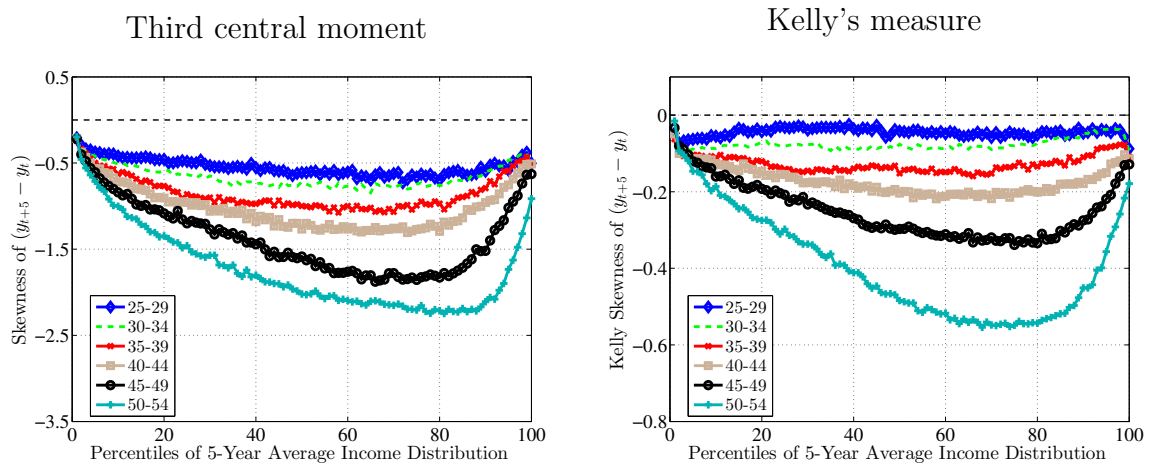 Third central moment
Skewness of (y_{t+5} − y_t)
0.5
0
−0.5
−1.5
−2.5
−3.5
25-29
30-34
35-39
40-44
45-49
50-54
0 20 40 60 80 100
Percentiles of 5-Year Average Income Distribution
Kelly's measure
Kelly Skewness of (y_{t+5} − y_t)
0
−0.2
−0.4
−0.6
−0.8
25-29
30-34
35-39
40-44
45-49
50-54
0 20 40 60 80 100
Percentiles of 5-Year Average Income Distribution